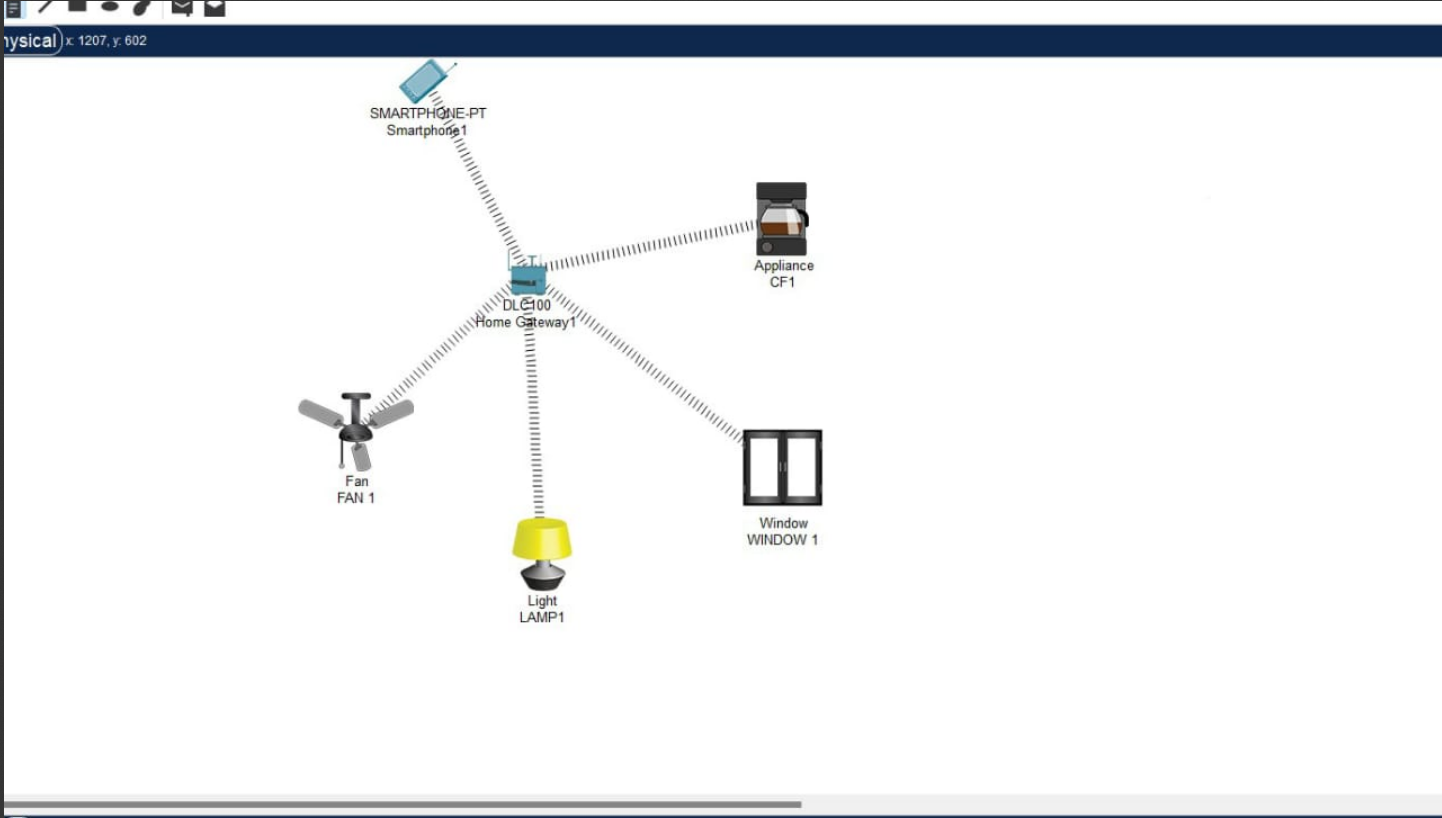 hysical x: 1207, y: 602
SMARTPHONE-PT
Smartphone1
Appliance
CF1
DLC100
Home Gateway1
Fan
FAN 1
Window
WINDOW 1
Light
LAMP1